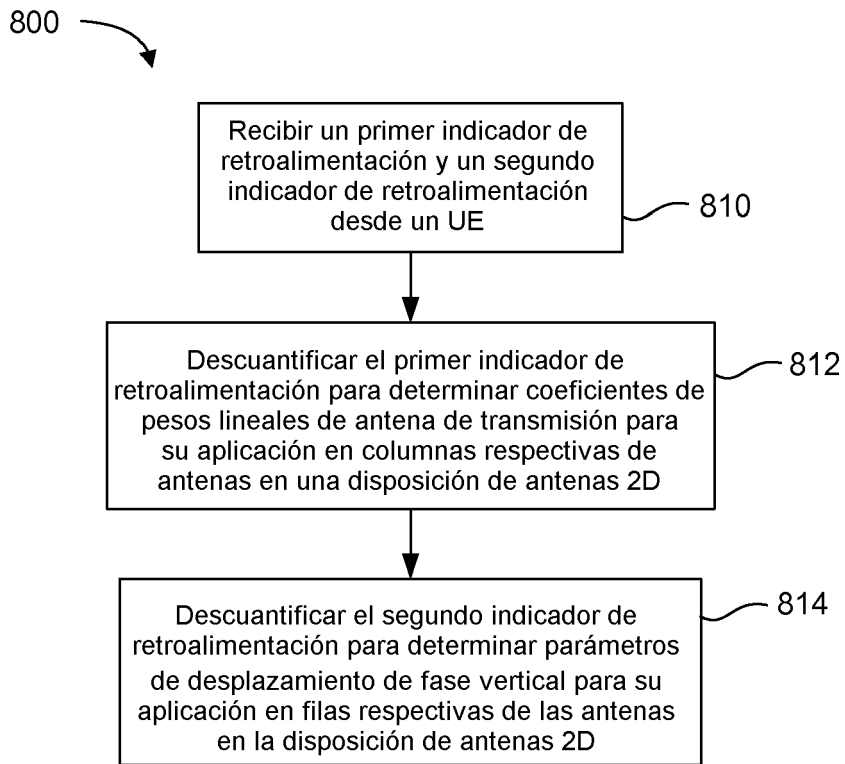 800
Recibir un primer indicador de
retroalimentación y un segundo
indicador de retroalimentación
desde un UE
810
Descuantificar el primer indicador de
retroalimentación para determinar coeficientes de
pesos lineales de antena de transmisión para
su aplicación en columnas respectivas de
antenas en una disposición de antenas 2D
812
Descuantificar el segundo indicador de
retroalimentación para determinar parámetros
de desplazamiento de fase vertical para su
aplicación en filas respectivas de las antenas
en la disposición de antenas 2D
814